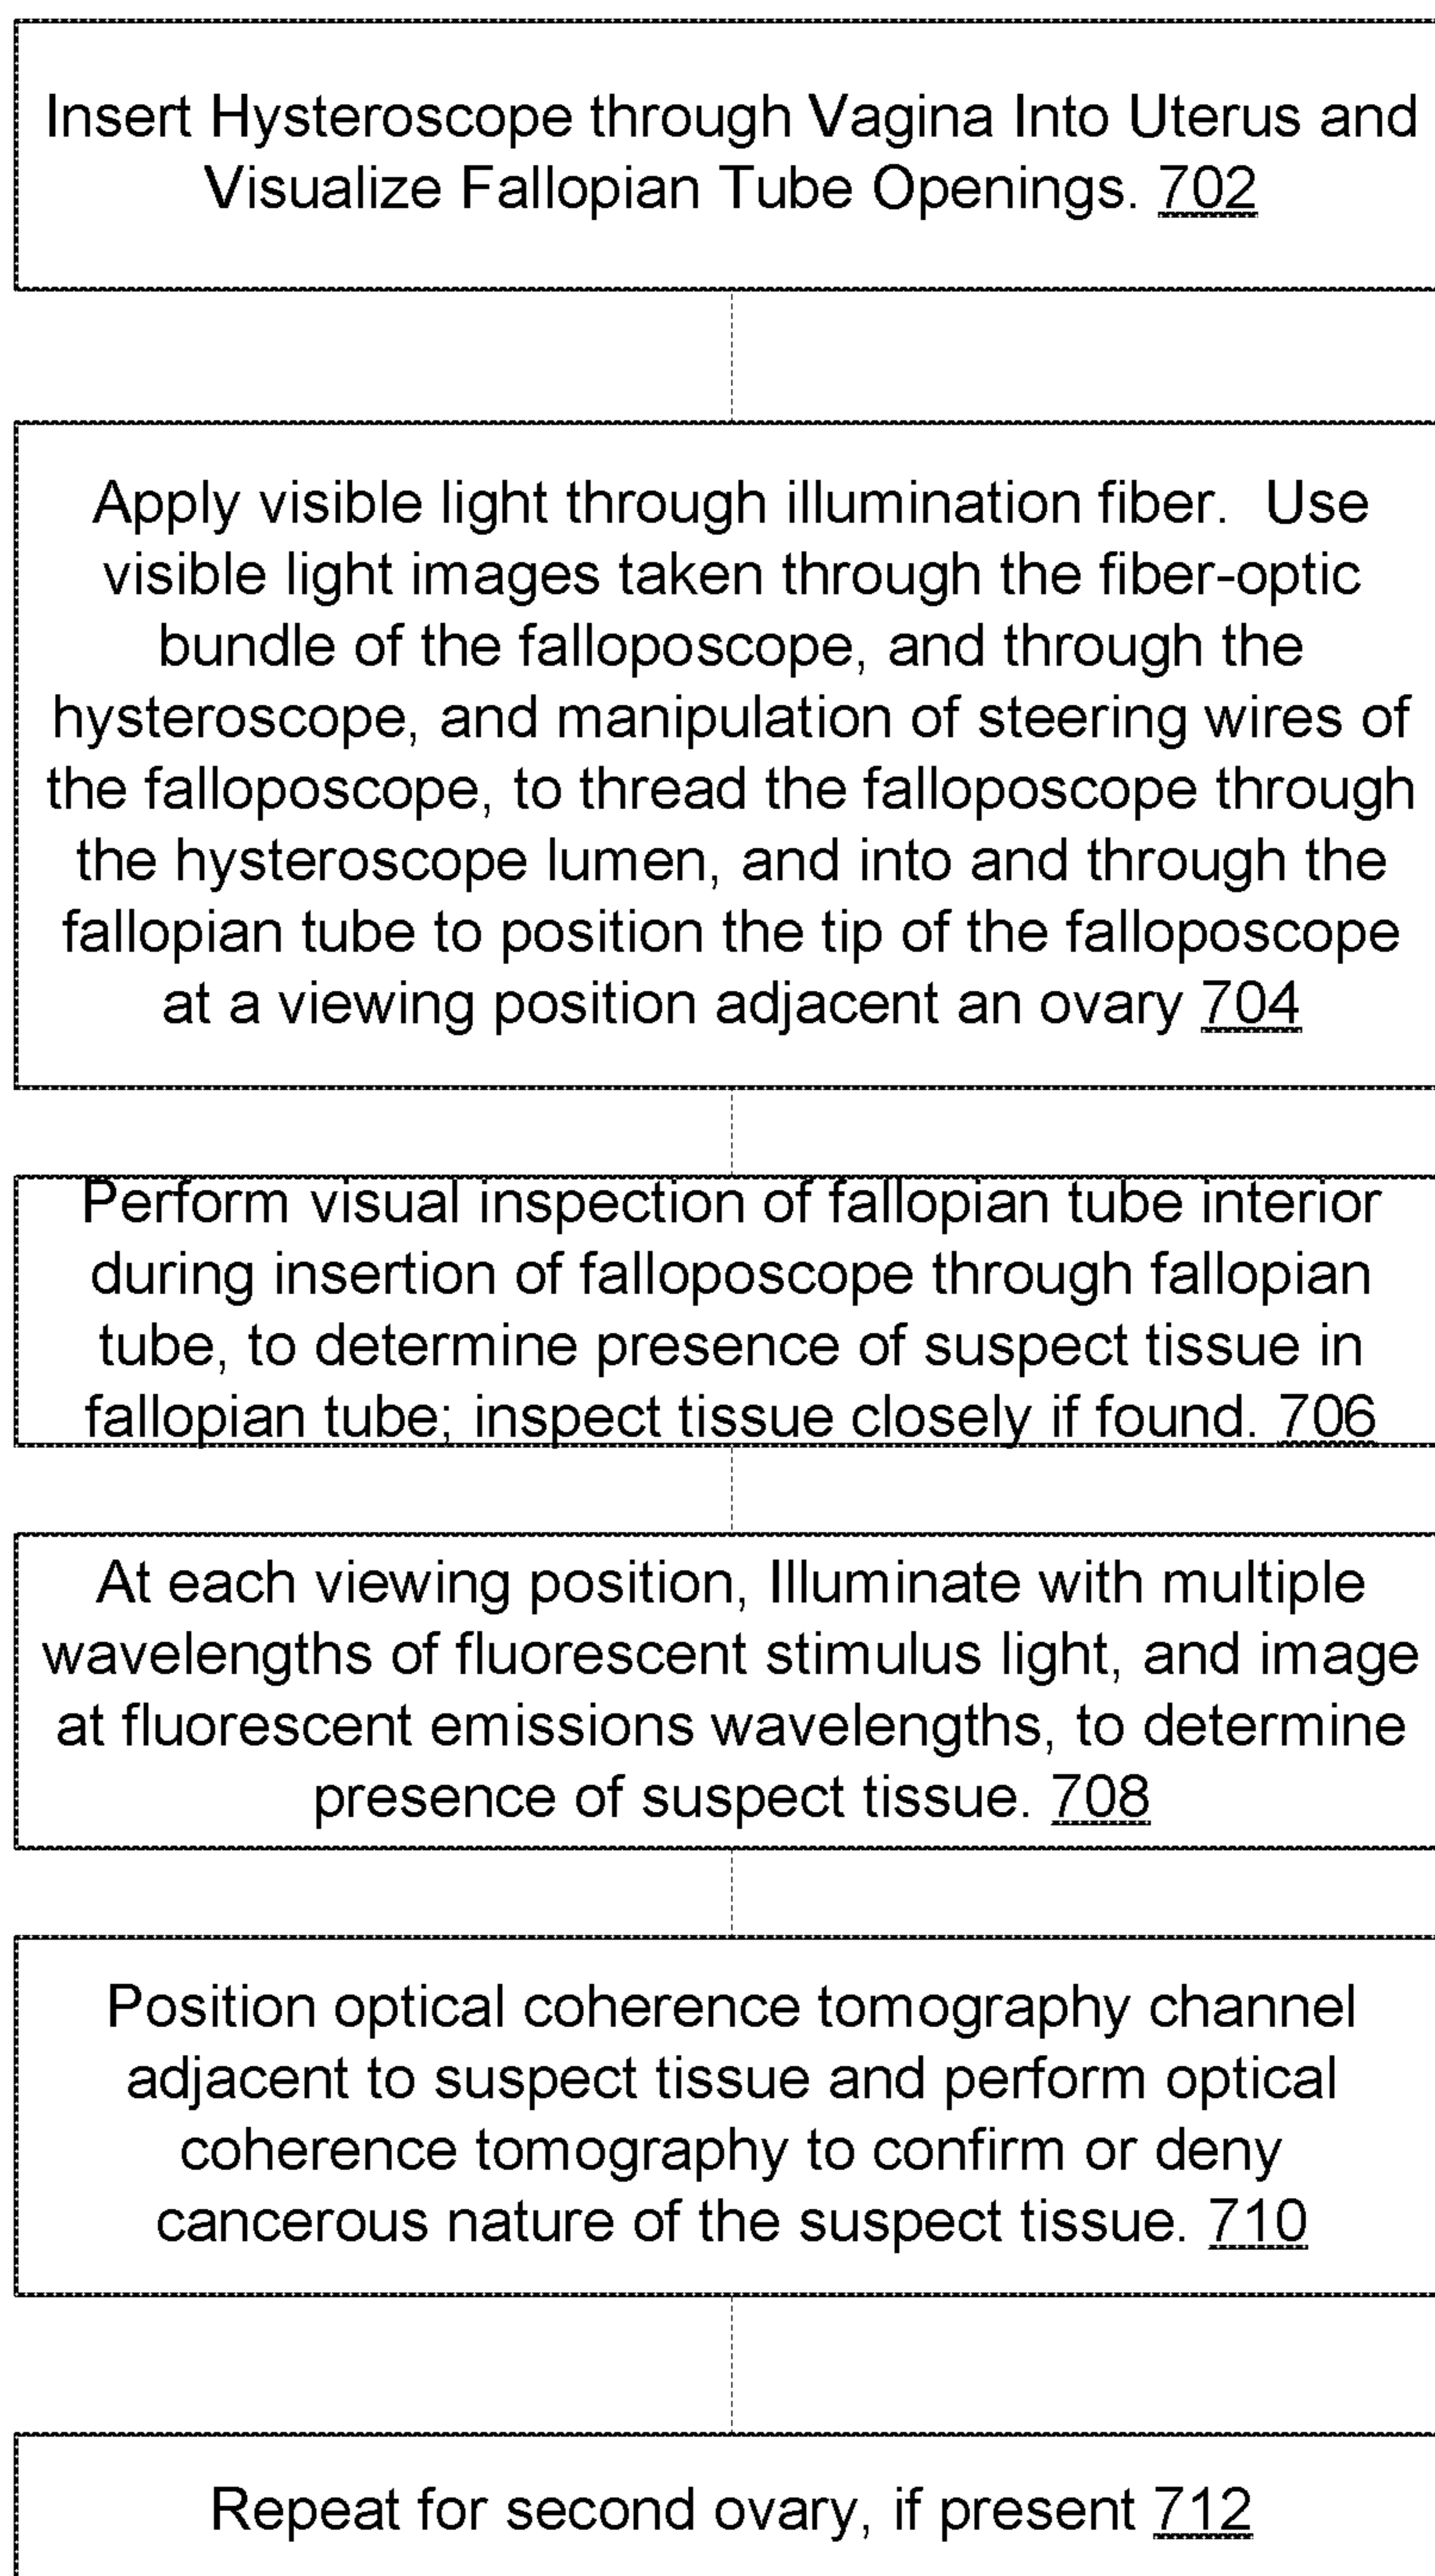 Insert Hysteroscope through Vagina Into Uterus and
Visualize Fallopian Tube Openings. 702
Apply visible light through illumination fiber.  Use
visible light images taken through the fiber-optic
bundle of the falloposcope, and through the
hysteroscope, and manipulation of steering wires of
the falloposcope, to thread the falloposcope through
the hysteroscope lumen, and into and through the
fallopian tube to position the tip of the falloposcope
at a viewing position adjacent an ovary 704
Perform visual inspection of fallopian tube interior
during insertion of falloposcope through fallopian
tube, to determine presence of suspect tissue in
fallopian tube; inspect tissue closely if found. 706
At each viewing position, Illuminate with multiple
wavelengths of fluorescent stimulus light, and image
at fluorescent emissions wavelengths, to determine
presence of suspect tissue. 708
Position optical coherence tomography channel
adjacent to suspect tissue and perform optical
coherence tomography to confirm or deny
cancerous nature of the suspect tissue. 710
Repeat for second ovary, if present 712